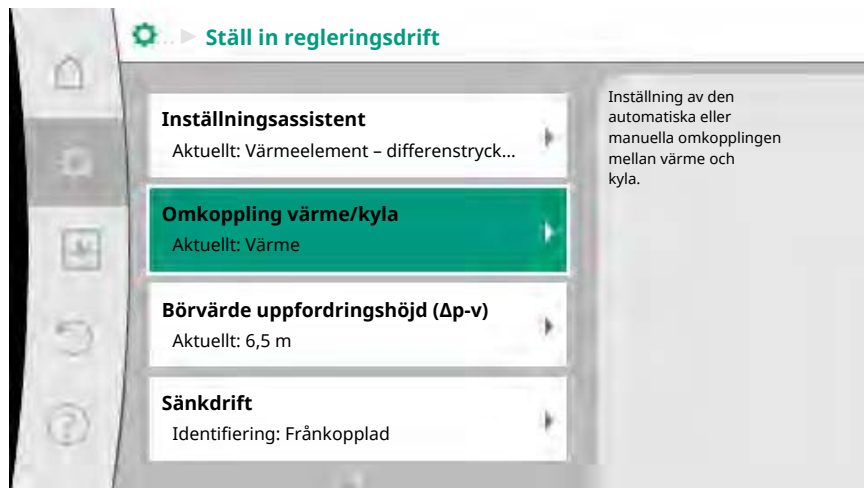 Ställ in regleringsdrift
Inställningsassistent
Aktuellt: Värmeelement – differenstryck...
Omkoppling värme/kyla
Aktuellt: Värme
Börvärde uppfordringshöjd (Δp-v)
Aktuellt: 6,5 m
Sänkdrift
Identifiering: Frånkopplad
Inställning av den
automatiska eller
manuella omkopplingen
mellan värme och
kyla.